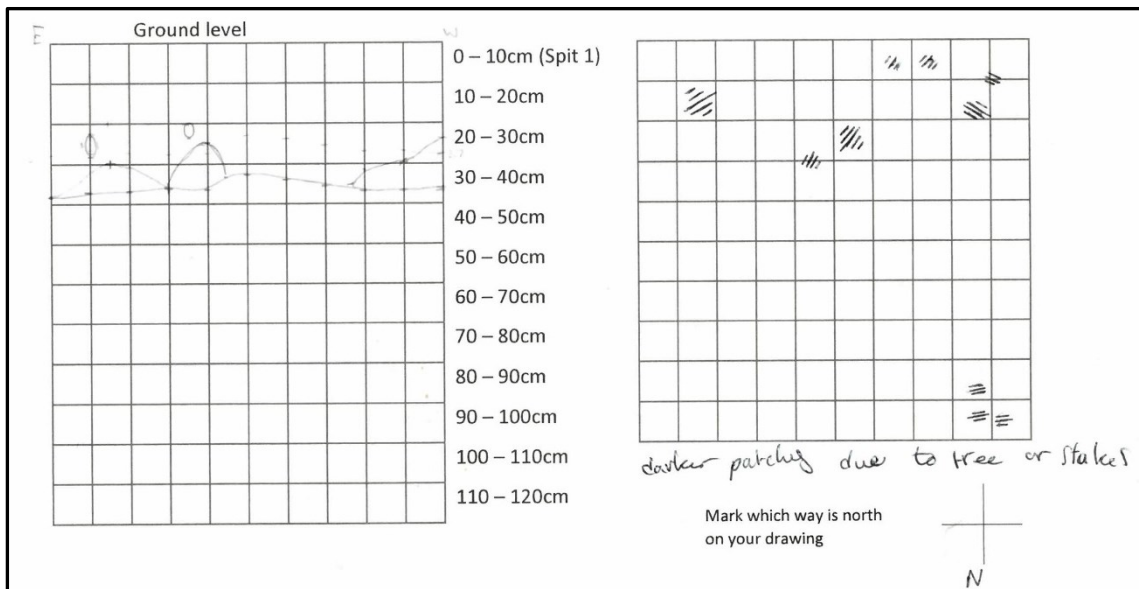 E Ground level W
0 – 10cm (Spit 1)
10 – 20cm
20 – 30cm
30 – 40cm
40 – 50cm
50 – 60cm
60 – 70cm
70 – 80cm
80 – 90cm
90 – 100cm
100 – 110cm
110 – 120cm
darker patches due to tree or stakes
Mark which way is north
on your drawing
N